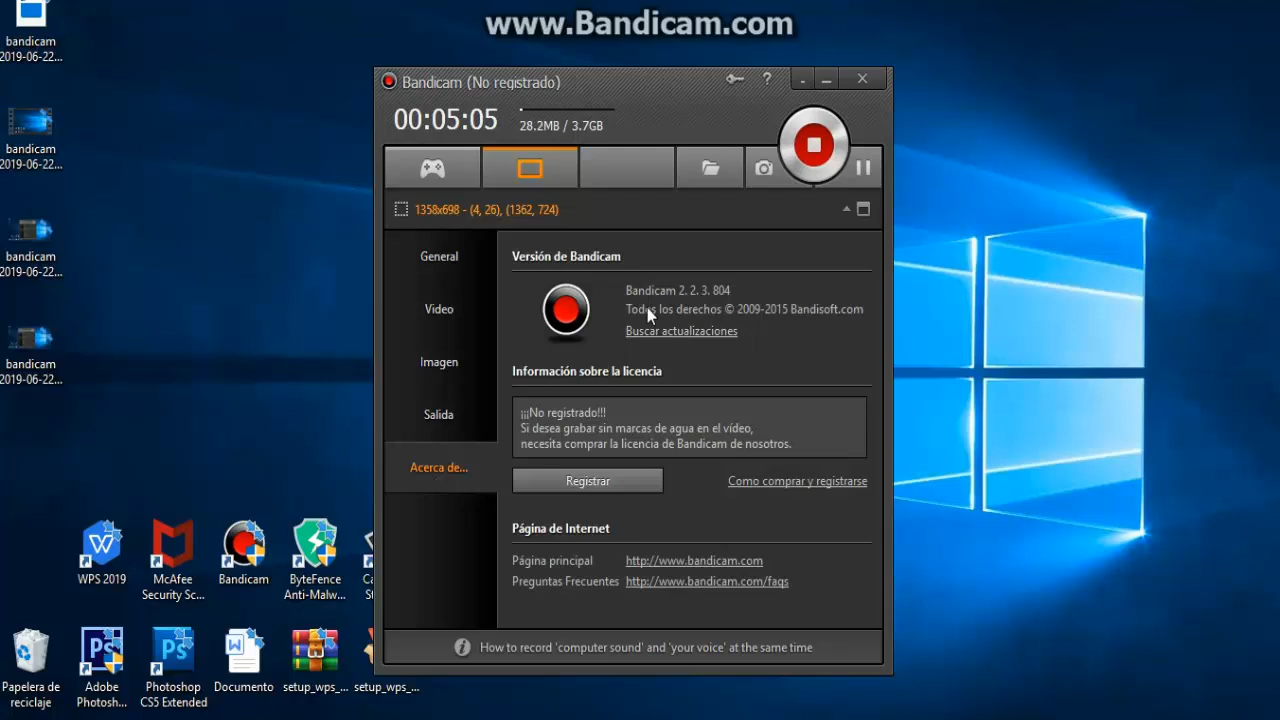 www.Bandicam.com
bandicam
2019-06-22...
bandicam
2019-06-22...
bandicam
2019-06-22...
bandicam
2019-06-22...
Bandicam (No registrado)
?
00:05:05
28.2MB / 3.7GB
1358x698 - (4, 26), (1362, 724)
General
Video
Imagen
Salida
Acerca de...
Versión de Bandicam
Bandicam 2. 2. 3. 804
Todos los derechos © 2009-2015 Bandisoft.com
Buscar actualizaciones
Información sobre la licencia
¡¡¡No registrado!!!
Si desea grabar sin marcas de agua en el vídeo,
necesita comprar la licencia de Bandicam de nosotros.
Registrar
Como comprar y registrarse
Página de Internet
Página principal http://www.bandicam.com
Preguntas Frecuentes http://www.bandicam.com/faqs
How to record 'computer sound' and 'your voice' at the same time
WPS 2019
McAfee
Security Sc...
Bandicam
ByteFence
Anti-Malw...
Papelera de
reciclaje
Ps
Adobe
Photosh...
Ps
Photoshop
CS5 Extended
W
Documento
setup_wps_...
setup_wps_...